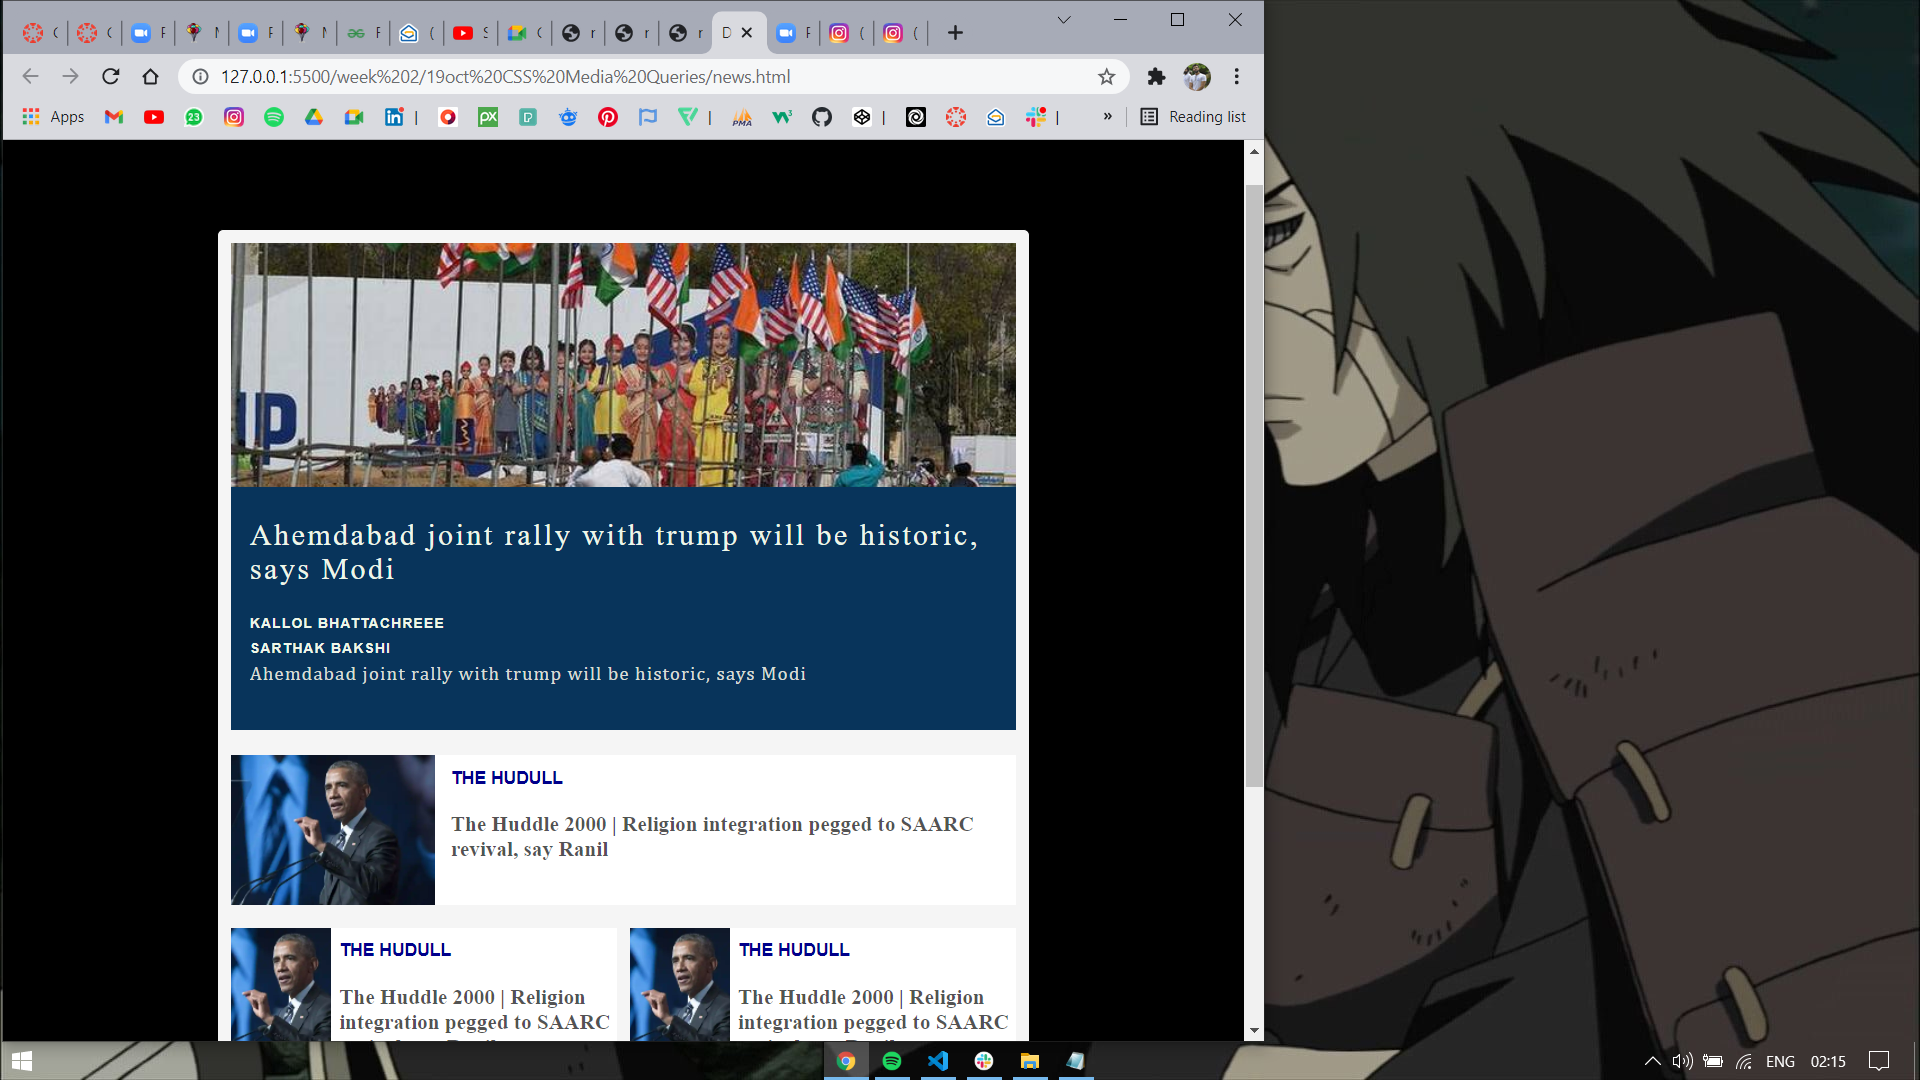 127.0.0.1:5500/week%202/19oct%20CSS%20Media%20Queries/news.html
Apps
23
|
PX
|
PMA
|
|
»
Reading list
Ahemdabad joint rally with trump will be historic,
says Modi
KALLOL BHATTACHREEE
SARTHAK BAKSHI
Ahemdabad joint rally with trump will be historic, says Modi
THE HUDULL
The Huddle 2000 | Religion integration pegged to SAARC
revival, say Ranil
THE HUDULL
The Huddle 2000 | Religion
integration pegged to SAARC
THE HUDULL
The Huddle 2000 | Religion
integration pegged to SAARC
ENG
02:15